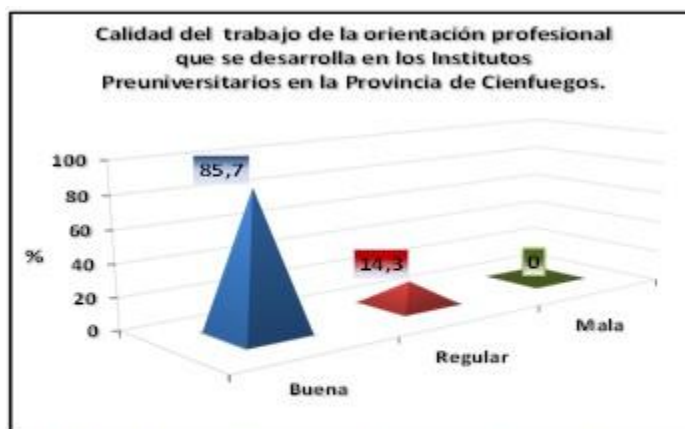 Calidad del trabajo de la orientación profesional
que se desarrolla en los Institutos
Preuniversitarios en la Provincia de Cienfuegos.
100
80
60
40
20
0
%
85,7
14,3
0
Buena
Regular
Mala